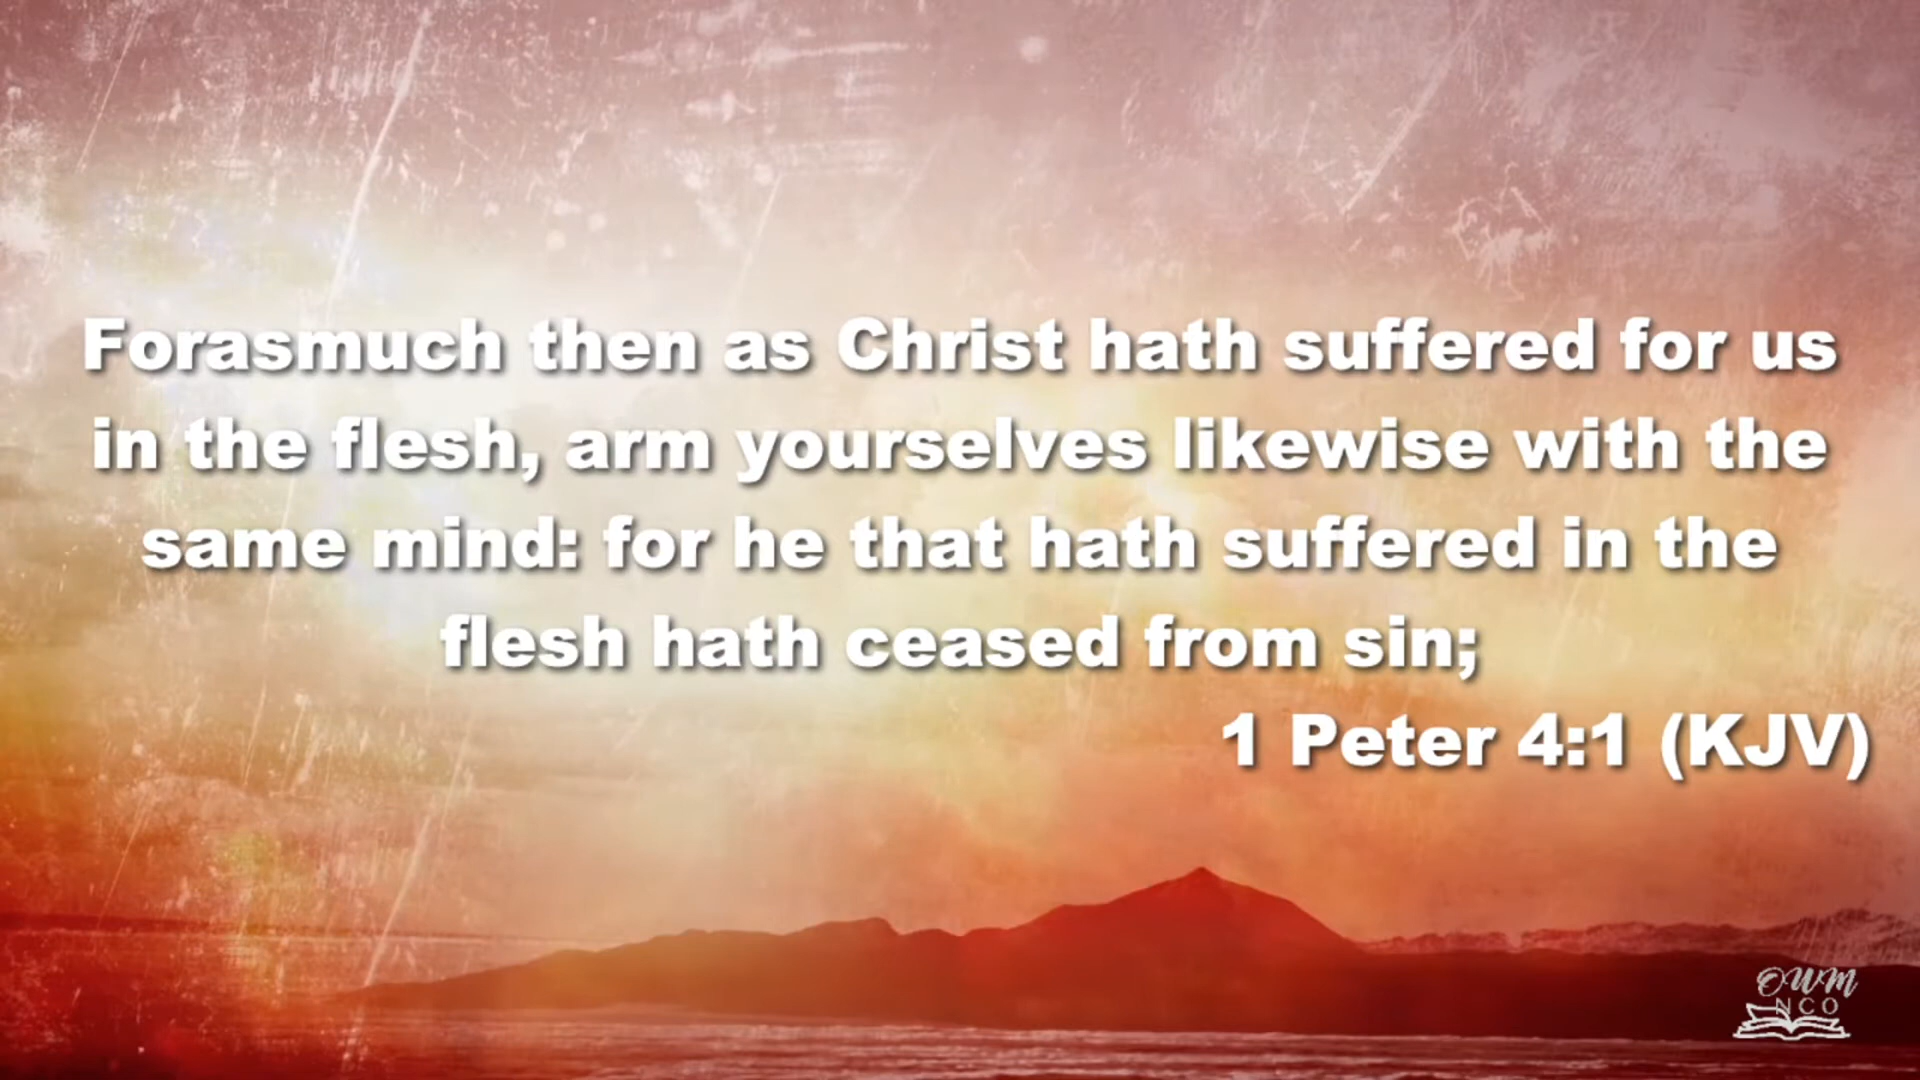 Forasmuch then as Christ hath suffered for us
in the flesh, arm yourselves likewise with the
same mind: for he that hath suffered in the
flesh hath ceased from sin;
1 Peter 4:1 (KJV)
OWM
NCO